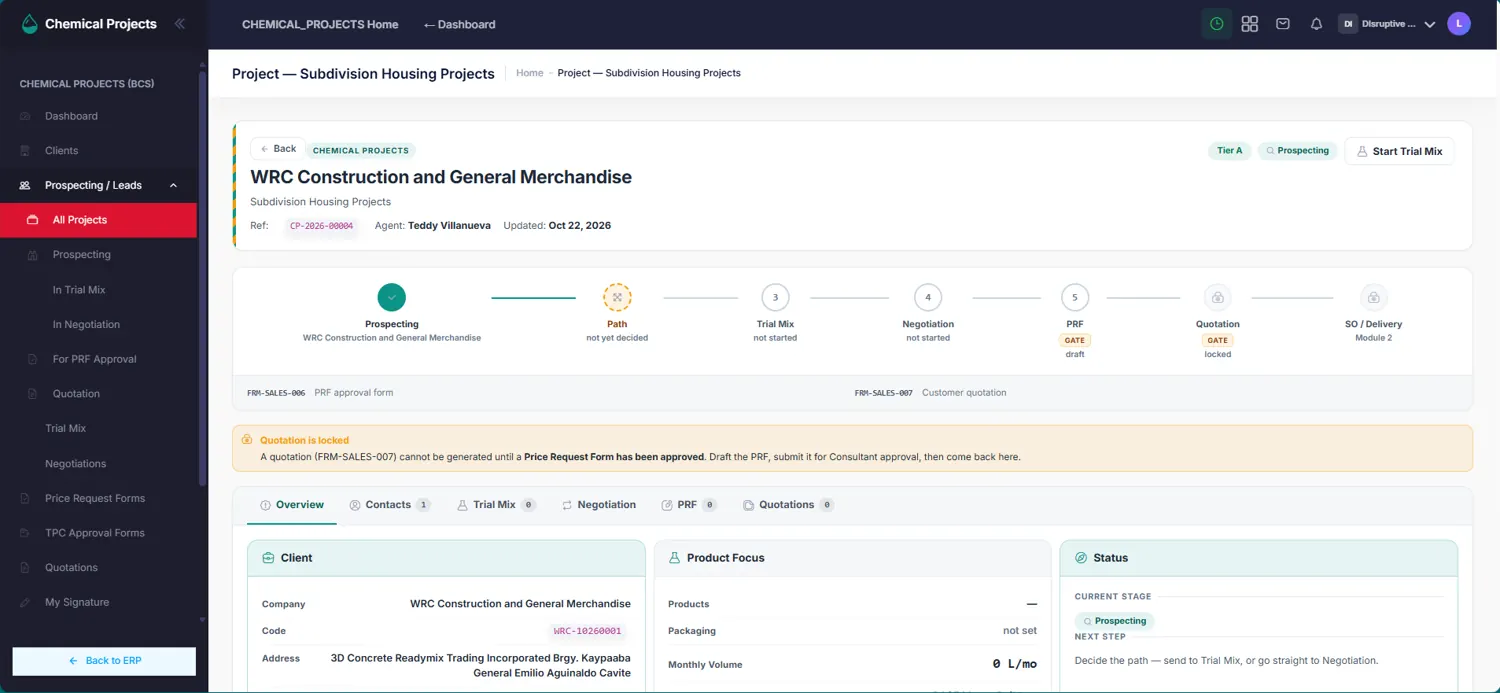 Chemical Projects
CHEMICAL_PROJECTS Home
← Dashboard
DI
DIsruptive ...
L
CHEMICAL PROJECTS (BCS)
Dashboard
Clients
Prospecting / Leads
All Projects
Prospecting
In Trial Mix
In Negotiation
For PRF Approval
Quotation
Trial Mix
Negotiations
Price Request Forms
TPC Approval Forms
Quotations
My Signature
← Back to ERP
Project — Subdivision Housing Projects
Home - Project — Subdivision Housing Projects
← Back
CHEMICAL PROJECTS
Tier A
Prospecting
Start Trial Mix
WRC Construction and General Merchandise
Subdivision Housing Projects
Ref: CP-2026-00004 Agent: Teddy Villanueva Updated: Oct 22, 2026
Prospecting
WRC Construction and General Merchandise
Path
not yet decided
3
Trial Mix
not started
4
Negotiation
not started
5
PRF
GATE
draft
Quotation
GATE
locked
SO / Delivery
Module 2
FRM-SALES-006 PRF approval form
FRM-SALES-007 Customer quotation
Quotation is locked
A quotation (FRM-SALES-007) cannot be generated until a Price Request Form has been approved. Draft the PRF, submit it for Consultant approval, then come back here.
Overview
Contacts 1
Trial Mix 0
Negotiation
PRF 0
Quotations 0
Client
Company WRC Construction and General Merchandise
Code WRC-10260001
Address 3D Concrete Readymix Trading Incorporated Brgy. Kaypaaba
General Emilio Aguinaldo Cavite
Product Focus
Products —
Packaging not set
Monthly Volume 0 L/mo
Status
CURRENT STAGE
Prospecting
NEXT STEP
Decide the path — send to Trial Mix, or go straight to Negotiation.